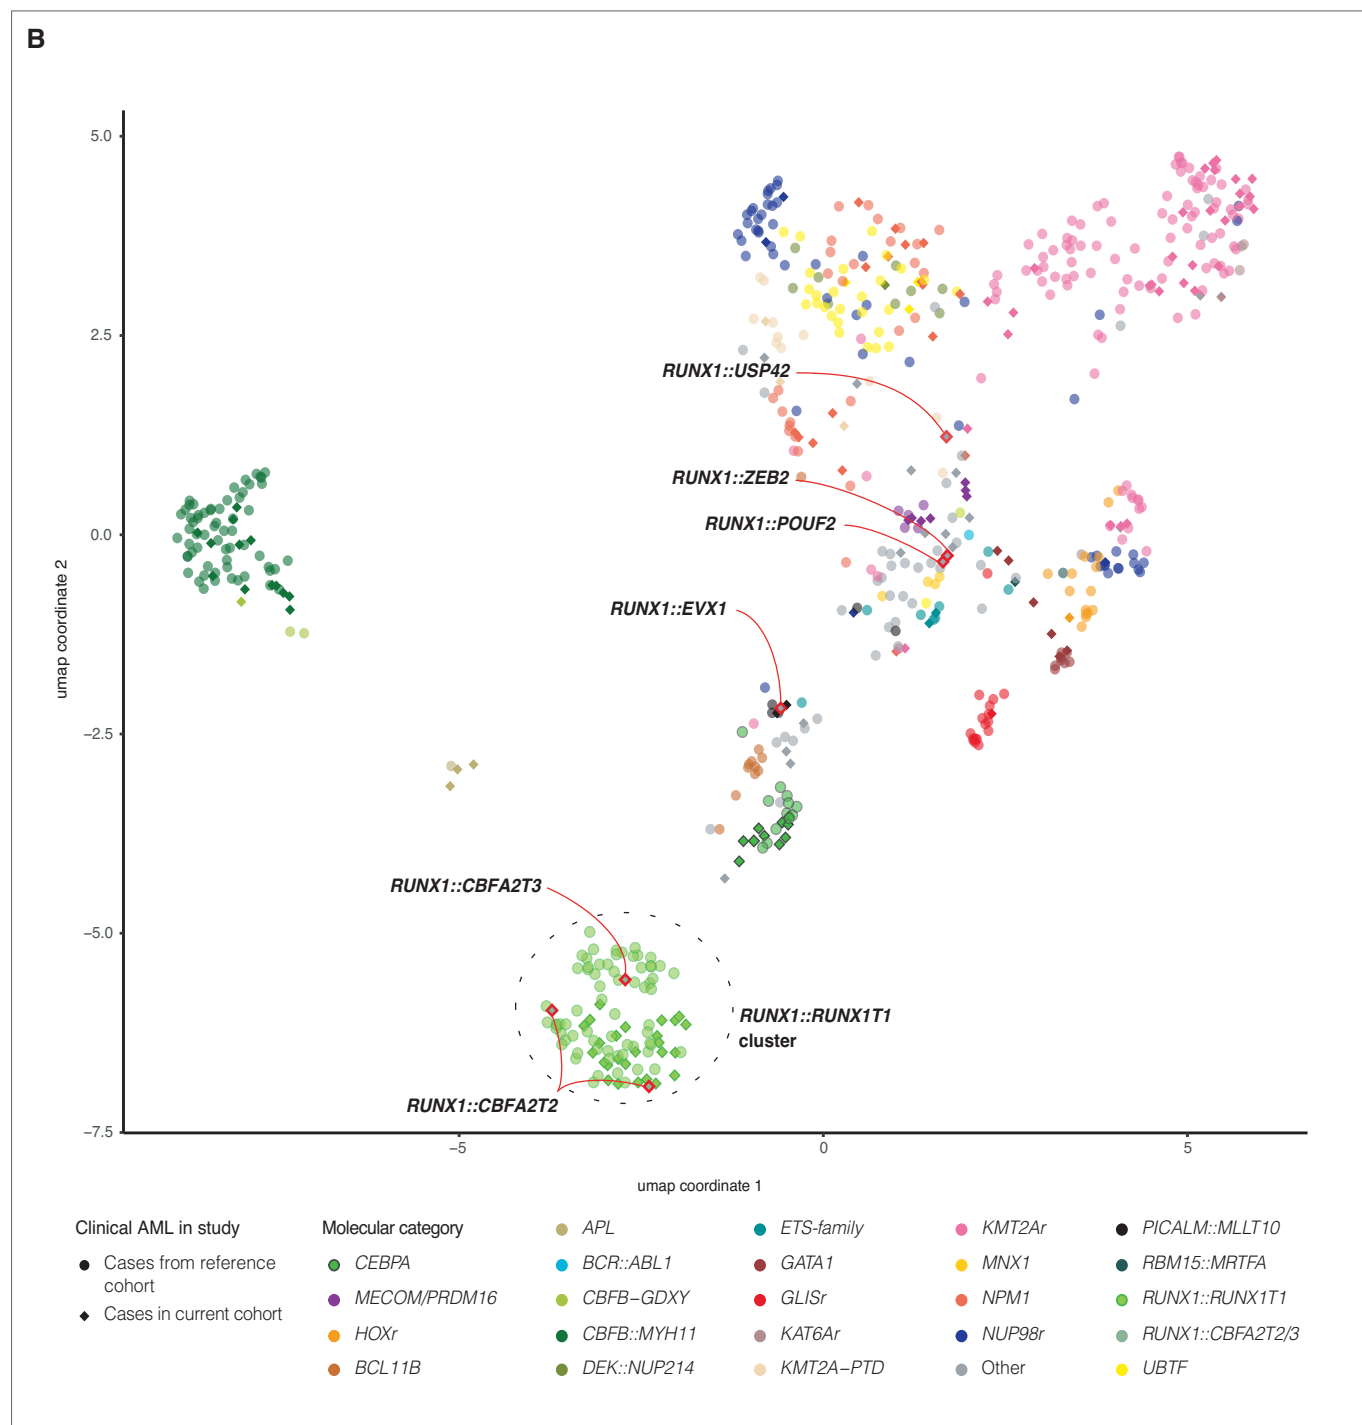 B
5.0
2.5
0.0
−2.5
−5.0
−7.5
umap coordinate 2
RUNX1::USP42
RUNX1::ZEB2
RUNX1::POUF2
RUNX1::EVX1
RUNX1::CBFA2T3
RUNX1::RUNX1T1
cluster
RUNX1::CBFA2T2
−5
0
5
umap coordinate 1
Clinical AML in study
Cases from reference
cohort
Cases in current cohort
Molecular category
CEBPA
MECOM/PRDM16
HOXr
BCL11B
APL
BCR::ABL1
CBFB−GDXY
CBFB::MYH11
DEK::NUP214
ETS-family
GATA1
GLISr
KAT6Ar
KMT2A−PTD
KMT2Ar
MNX1
NPM1
NUP98r
Other
PICALM::MLLT10
RBM15::MRTFA
RUNX1::RUNX1T1
RUNX1::CBFA2T2/3
UBTF